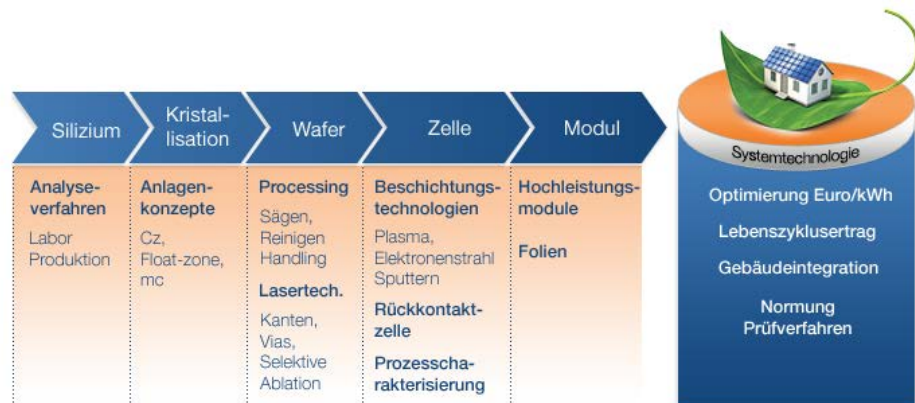 Silizium
Kristal-
lisation
Wafer
Zelle
Modul
Analyse-
verfahren
Labor
Produktion
Anlagen-
konzepte
Cz,
Float-zone,
mc
Processing
Sägen,
Reinigen
Handling
Lasertech.
Kanten,
Vias,
Selektive
Ablation
Beschichtungs-
technologien
Plasma,
Elektronenstrahl
Sputtern
Rückkontakt-
zelle
Prozesscha-
rakterisierung
Hochleistungs-
module
Folien
Systemtechnologie
Optimierung Euro/kWh
Lebenszyklusertrag
Gebäudeintegration
Normung
Prüfverfahren